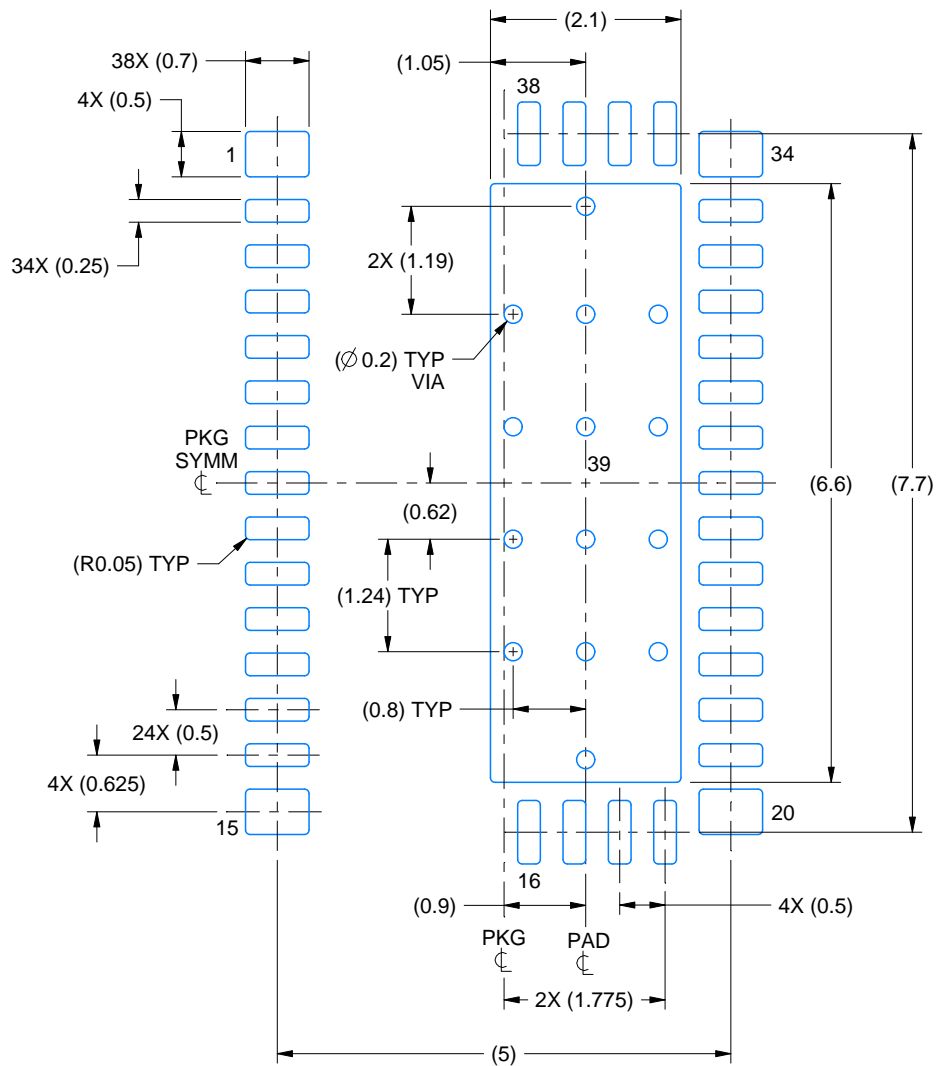 (2.1)
38X (0.7)
(1.05)
4X (0.5)
38
1
34
34X (0.25)
2X (1.19)
(∅ 0.2) TYP
VIA
PKG
SYMM
℄
39
(0.62)
(6.6)
(7.7)
(R0.05) TYP
(1.24) TYP
(0.8) TYP
24X (0.5)
4X (0.625)
15
20
16
(0.9)
4X (0.5)
PKG
℄
PAD
℄
2X (1.775)
(5)